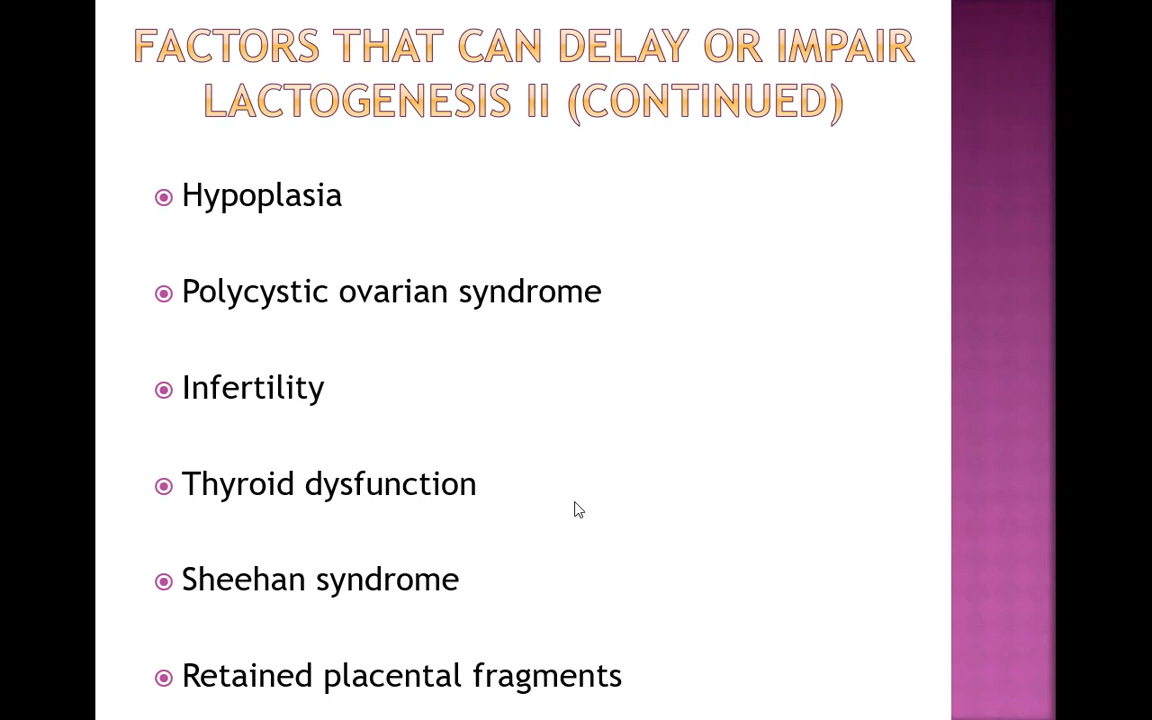 FACTORS THAT CAN DELAY OR IMPAIR
LACTOGENESIS II (CONTINUED)
Hypoplasia
Polycystic ovarian syndrome
Infertility
Thyroid dysfunction
Sheehan syndrome
Retained placental fragments